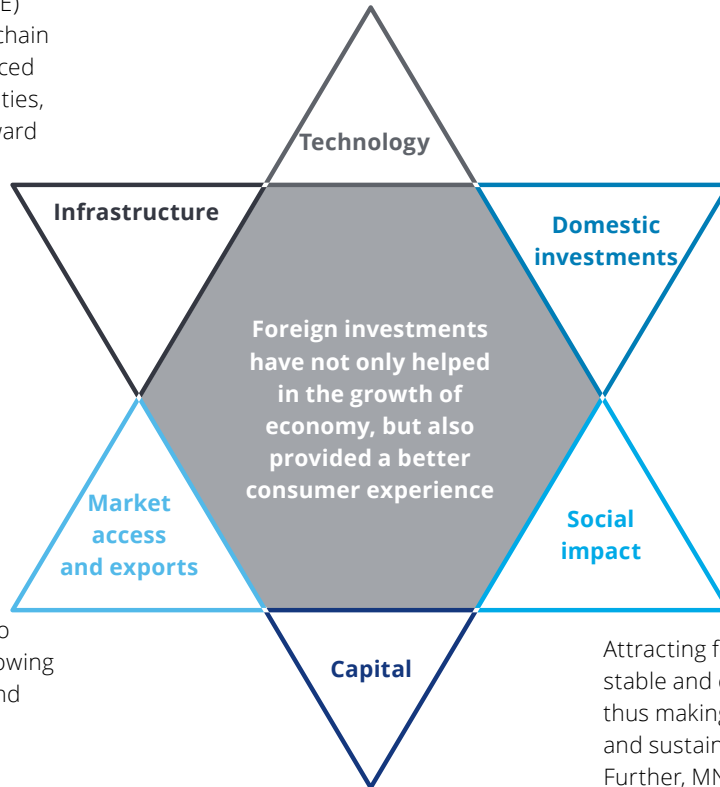 E)
chain
ced
ties,
ward
Technology
Infrastructure
Domestic
investments
Foreign investments
have not only helped
in the growth of
economy, but also
provided a better
consumer experience
Market
access
and exports
Social
impact
o
owing
nd
Capital
Attracting f
stable and
thus making
and sustain
Further, MN